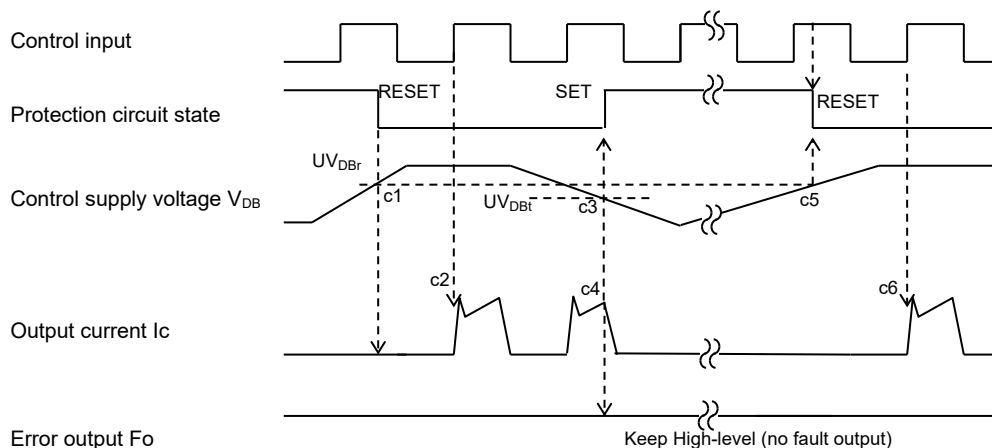 Control input
RESET
SET
RESET
Protection circuit state
UVDBr
Control supply voltage VDB
c1
UVDBt
c3
c5
c2
c4
c6
Output current Ic
Error output Fo
Keep High-level (no fault output)